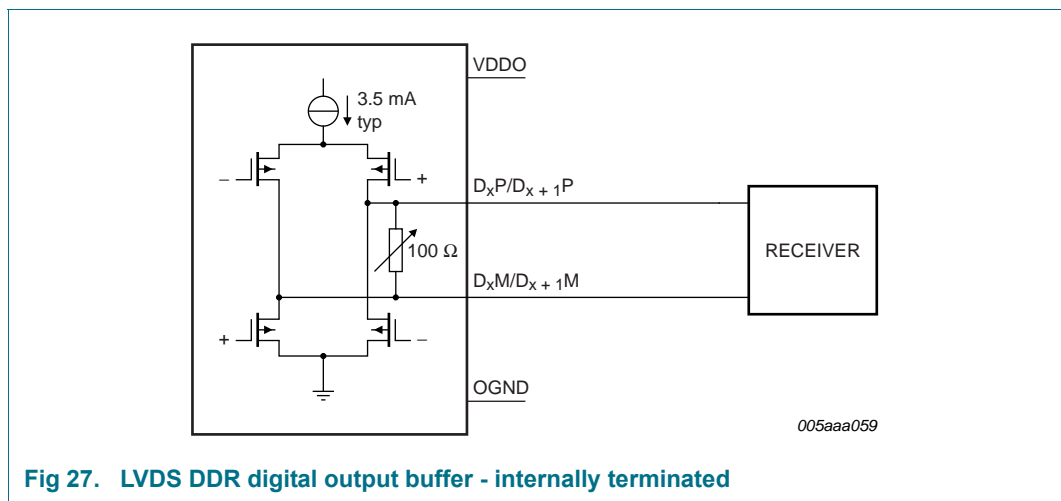 VDDO
3.5 mA
typ
–
+
DxP/Dx + 1P
100 Ω
RECEIVER
DxM/Dx + 1M
+
–
OGND
005aaa059
Fig 27. LVDS DDR digital output buffer - internally terminated